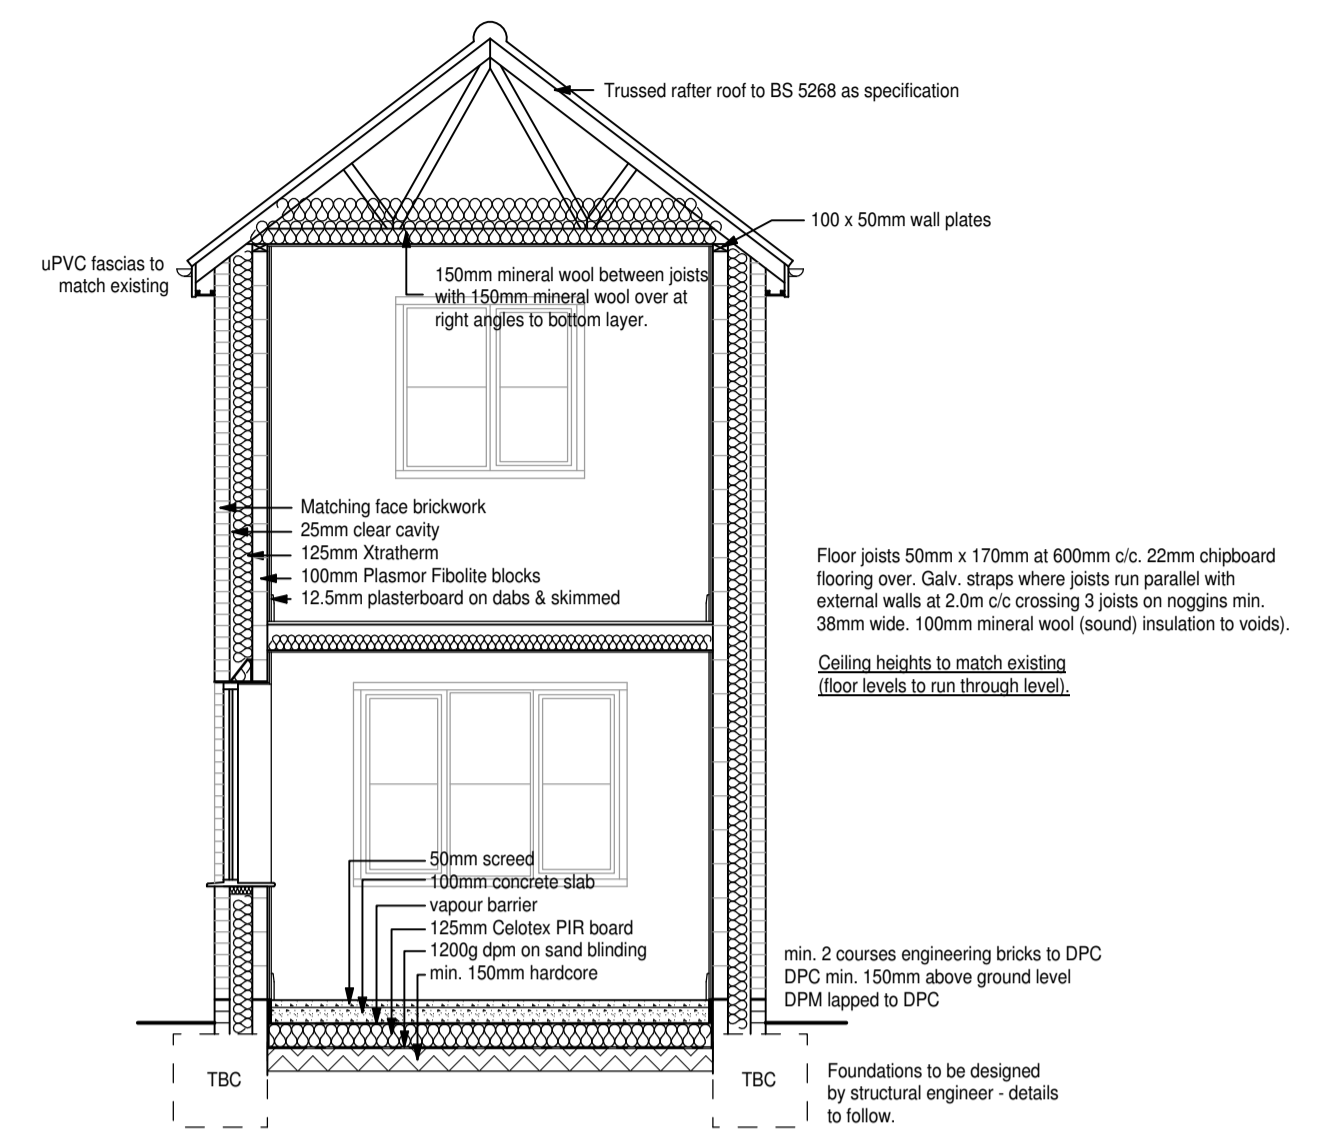 Trussed rafter roof to BS 5268 as specification
100 x 50mm wall plates
uPVC fascias to
match existing
150mm mineral wool between joists
with 150mm mineral wool over at
right angles to bottom layer.
Matching face brickwork
25mm clear cavity
125mm Xtratherm
100mm Plasmor Fibolite blocks
12.5mm plasterboard on dabs & skimmed
Floor joists 50mm x 170mm at 600mm c/c. 22mm chipboard
flooring over. Galv. straps where joists run parallel with
external walls at 2.0m c/c crossing 3 joists on noggins min.
38mm wide. 100mm mineral wool (sound) insulation to voids).
Ceiling heights to match existing
(floor levels to run through level).
50mm screed
100mm concrete slab
vapour barrier
125mm Celotex PIR board
1200g dpm on sand blinding
min. 150mm hardcore
min. 2 courses engineering bricks to DPC
DPC min. 150mm above ground level
DPM lapped to DPC
TBC
TBC
Foundations to be designed
by structural engineer - details
to follow.